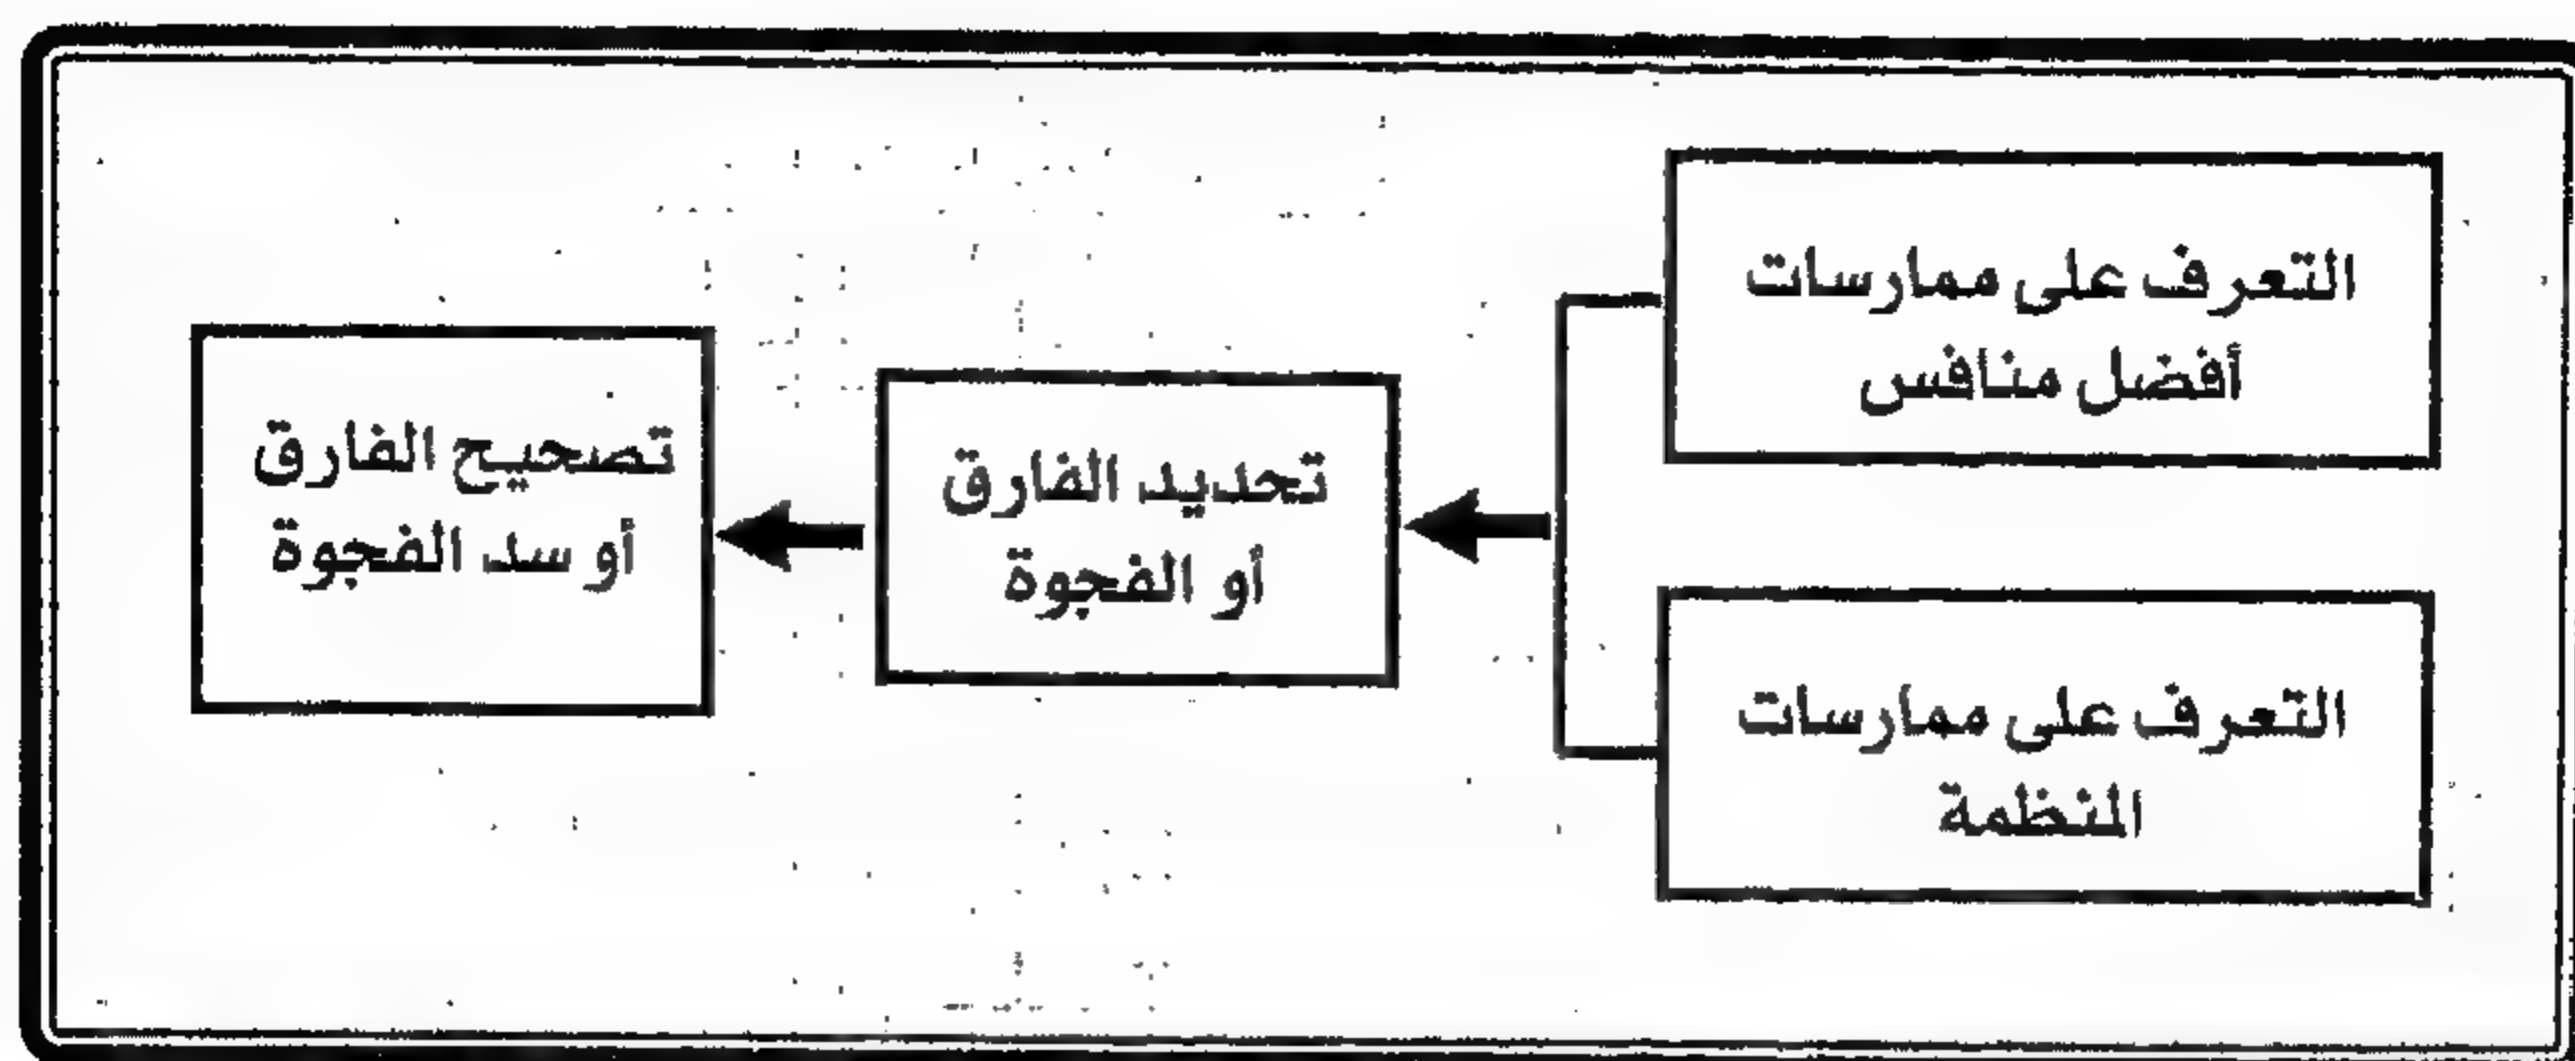 التعرف على ممارسات
أفضل منافس
التعرف على ممارسات
المنظمة
تحديد الفارق
أو الفجوة
تصحيح الفارق
أو سد الفجوة